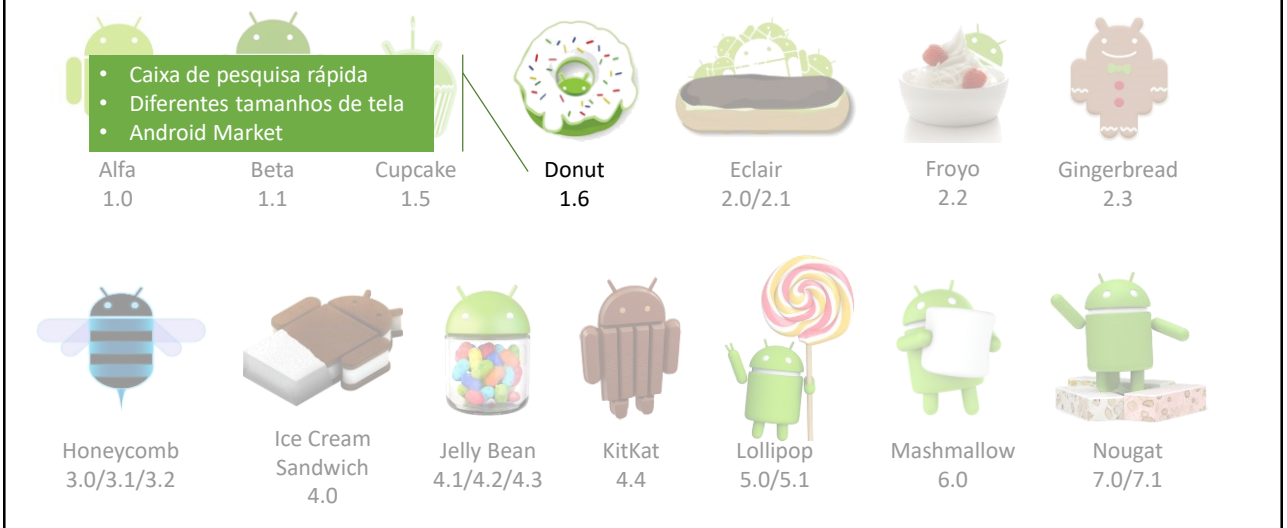 • Caixa de pesquisa rápida
• Diferentes tamanhos de tela
• Android Market
Alfa
1.0
Beta
1.1
Cupcake
1.5
Donut
1.6
Eclair
2.0/2.1
Froyo
2.2
Gingerbread
2.3
Honeycomb
3.0/3.1/3.2
Ice Cream
Sandwich
4.0
Jelly Bean
4.1/4.2/4.3
KitKat
4.4
Lollipop
5.0/5.1
Mashmallow
6.0
Nougat
7.0/7.1